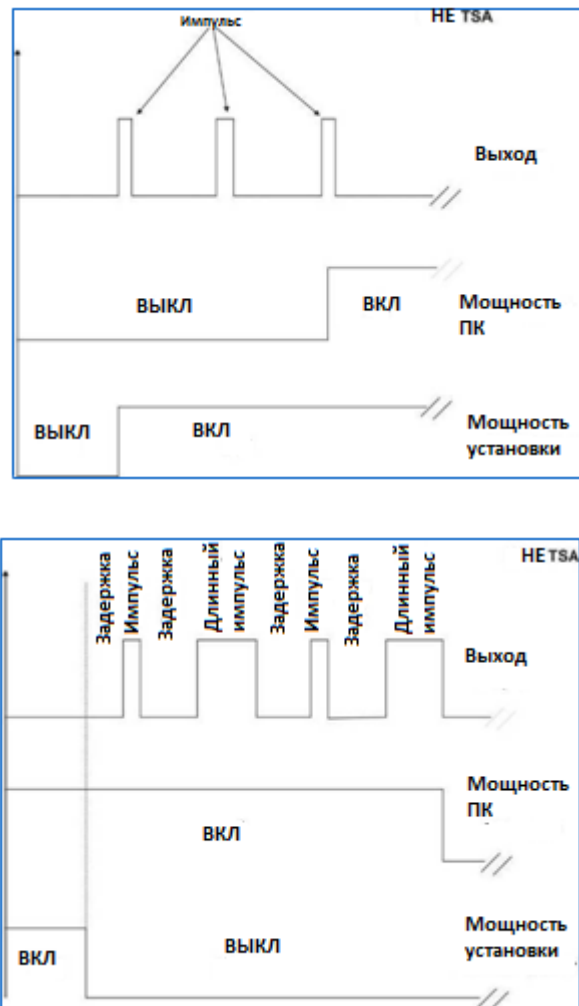 Импульс
НЕ TSA
Выход
ВЫКЛ
ВКЛ
Мощность
ПК
ВЫКЛ
ВКЛ
Мощность
установки
Задержка
Импульс
Задержка
Длинный
импульс
Задержка
Импульс
Задержка
Длинный
импульс
НЕ TSA
Выход
Мощность
ПК
ВКЛ
Мощность
установки
ВКЛ
ВЫКЛ